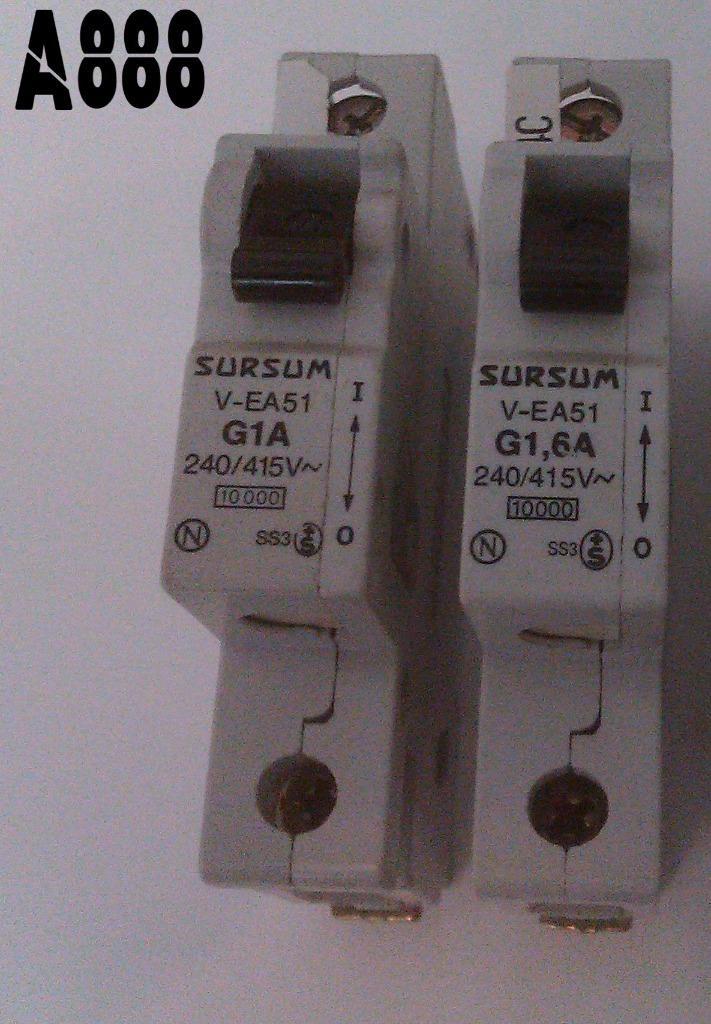 A888
SURSUM
V-EA51
G1A
240/415V~
10000
N SS3 +S
I
O
SURSUM
V-EA51
G1,6A
240/415V~
10000
N SS3 +S
I
O